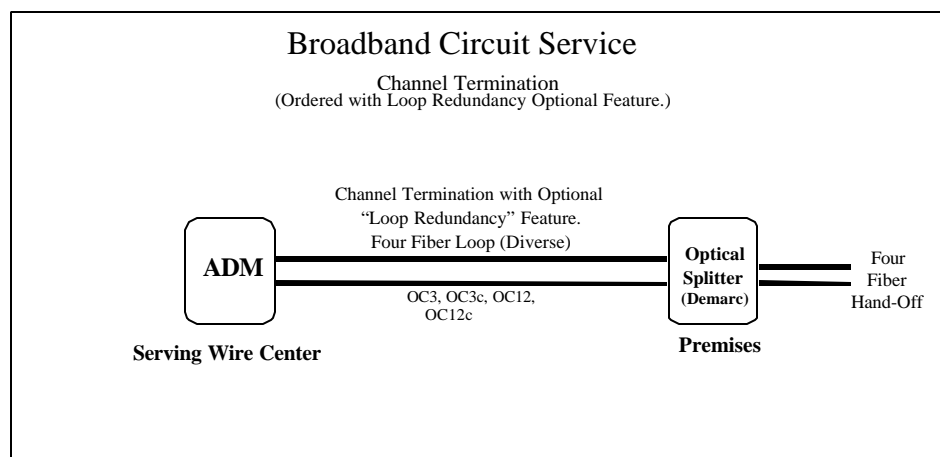 Broadband Circuit Service
Channel Termination
(Ordered with Loop Redundancy Optional Feature.)
Channel Termination with Optional
“Loop Redundancy” Feature.
Four Fiber Loop (Diverse)
ADM
OC3, OC3c, OC12,
OC12c
Serving Wire Center
Optical
Splitter
(Demarc)
Premises
Four
Fiber
Hand-Off